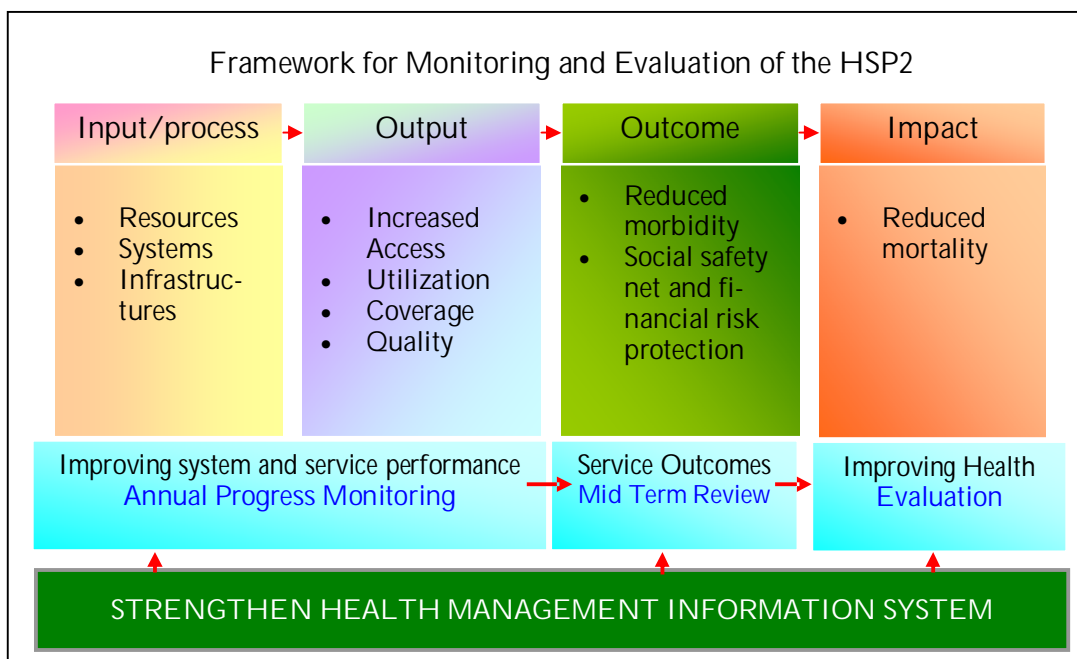 Framework for Monitoring and Evaluation of the HSP2
Input/process
Output
Outcome
Impact
• Resources
• Systems
• Infrastruc-
tures
• Increased
Access
• Utilization
• Coverage
• Quality
• Reduced
morbidity
• Social safety
net and fi-
nancial risk
protection
• Reduced
mortality
Improving system and service performance
Annual Progress Monitoring
Service Outcomes
Mid Term Review
Improving Health
Evaluation
STRENGTHEN HEALTH MANAGEMENT INFORMATION SYSTEM